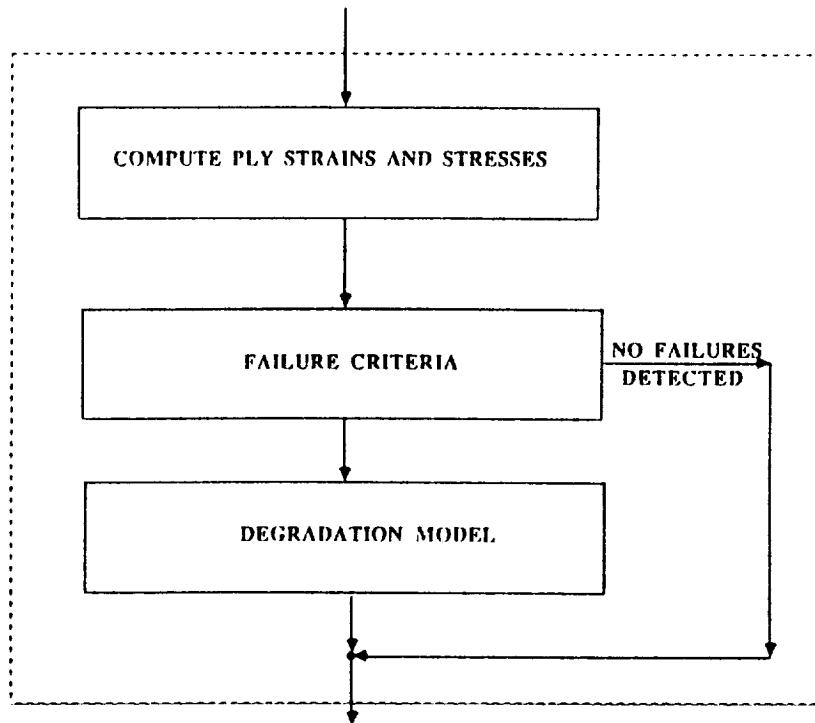 COMPUTE PLY STRAINS AND STRESSES
FAILURE CRITERIA
NO FAILURES
DETECTED
DEGRADATION MODEL